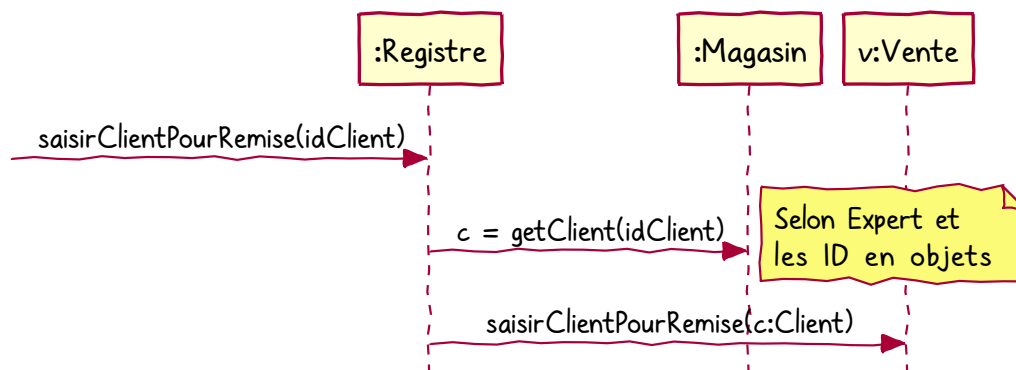 :Registre
:Magasin
v:Vente
saisirClientPourRemise(idClient)
c = getClient(idClient)
Selon Expert et
les ID en objets
saisirClientPourRemise(c:Client)